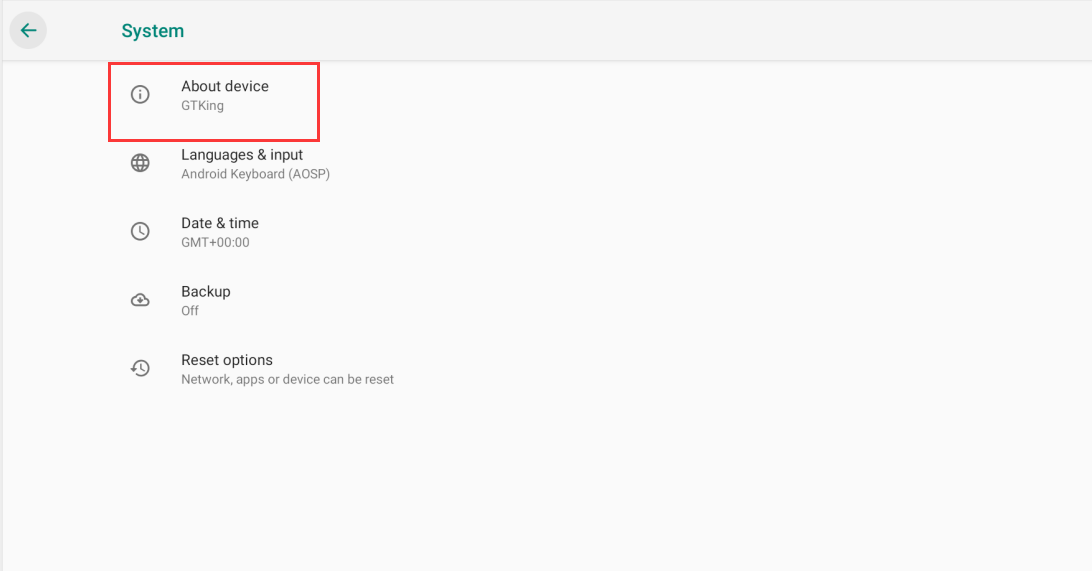 System
About device
GTKing
Languages & input
Android Keyboard (AOSP)
Date & time
GMT+00:00
Backup
Off
Reset options
Network, apps or device can be reset